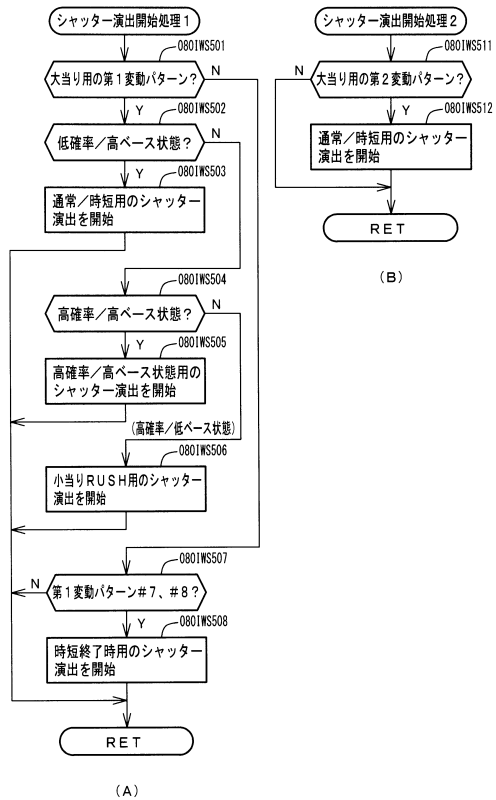 シャッター演出開始処理1
080IWS501
大当り用の第1変動パターン?
N
Y
080IWS502
低確率/高ベース状態?
N
Y
080IWS503
通常/時短用のシャッター
演出を開始
080IWS504
高確率/高ベース状態?
N
Y
080IWS505
高確率/高ベース状態用の
シャッター演出を開始
(高確率/低ベース状態)
080IWS506
小当りRUSH用のシャッター
演出を開始
080IWS507
第1変動パターン#7、#8?
N
Y
080IWS508
時短終了時用のシャッター
演出を開始
RET
(A)
シャッター演出開始処理2
080IWS511
大当り用の第2変動パターン?
N
Y
080IWS512
通常/時短用のシャッター
演出を開始
RET
(B)